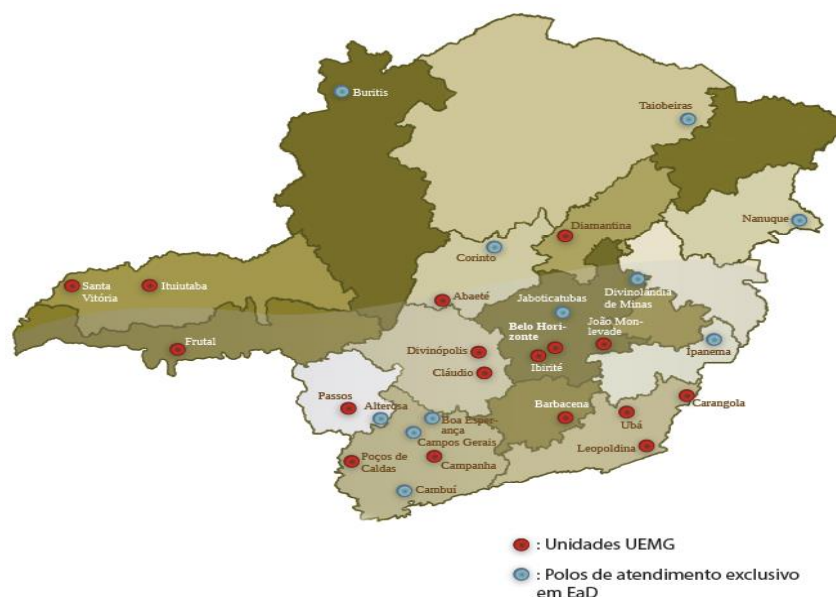 Buritis
Taiobeiras
Nanuque
Diamantina
Corinto
Santa
Vitória
Ituiutaba
Abaeté
Jaboticatubas
Divinolândia
de Minas
Belo Hori-
zonte
João Mon-
levade
Frutal
Divinópolis
Ibirité
Ipanema
Cláudio
Passos
Alterosa
Boa Esper-
ança
Barbacena
Carangola
Ubá
Campos Gerais
Poços de
Caldas
Campanha
Leopoldina
Cambuí
: Unidades UEMG
: Polos de atendimento exclusivo
em EaD